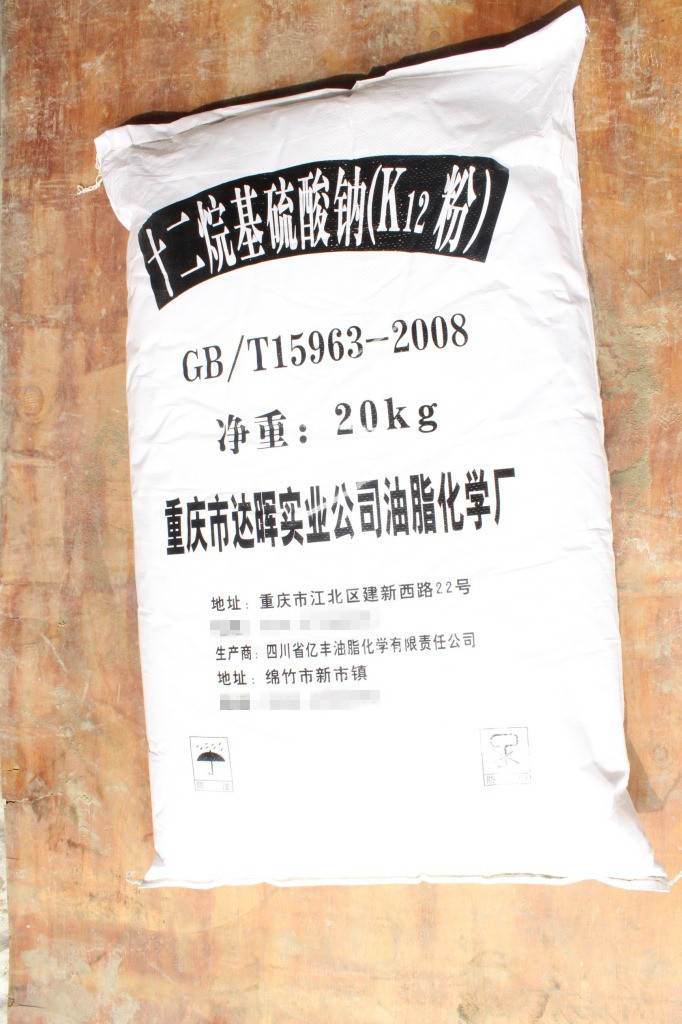 十二烷基硫酸钠(K12粉)
GB/T15963-2008
净重：20kg
重庆市达晖实业公司油脂化学厂
地址：重庆市江北区建新西路22号
生产商：四川省亿丰油脂化学有限责任公司
地址：绵竹市新市镇